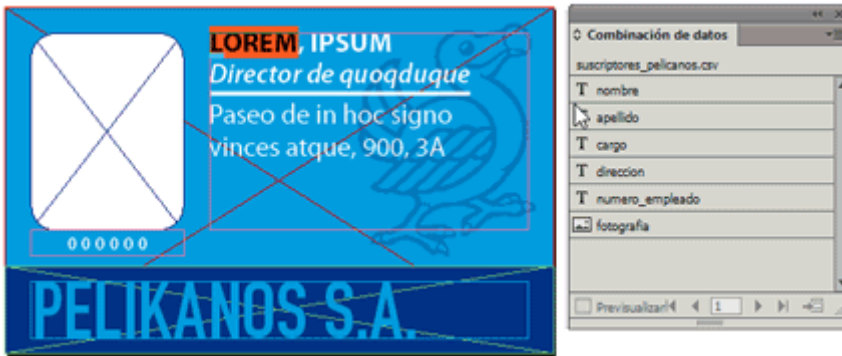 LOREM, IPSUM
Director de quoqduque
Paseo de in hoc signo
vinces atque, 900, 3A
000000
PELIKANOS S.A.
Combinación de datos
suscriptores_pelicanos.csv
T nombre
apellido
T cargo
T direccion
T numero_empleado
fotografia
Previsualizar
1